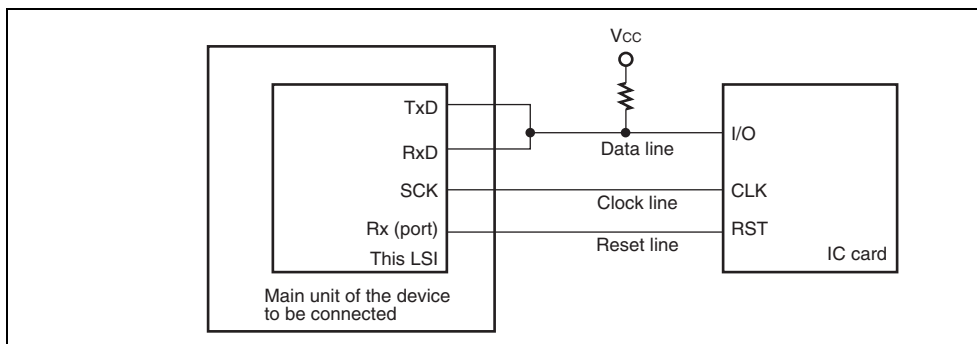 Vcc
TxD
I/O
RxD
Data line
SCK
CLK
Clock line
Rx (port)
RST
Reset line
This LSI
IC card
Main unit of the device
to be connected